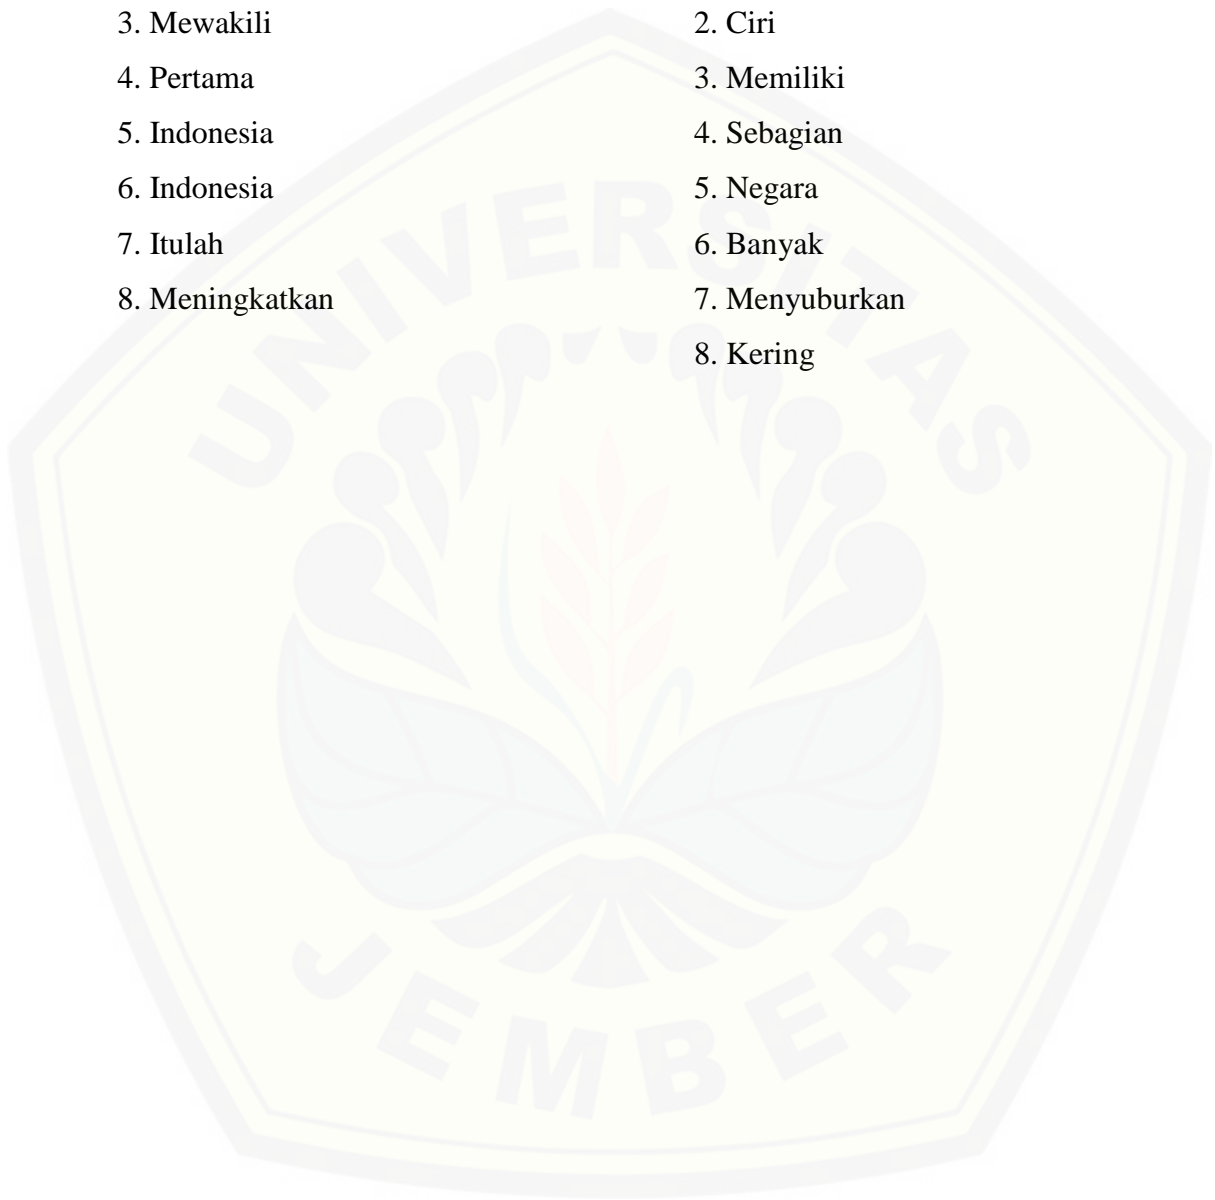 3. Mewakili
4. Pertama
5. Indonesia
6. Indonesia
7. Itulah
8. Meningkatkan
2. Ciri
3. Memiliki
4. Sebagian
5. Negara
6. Banyak
7. Menyuburkan
8. Kering
UNIVERSITAS
JEMBER